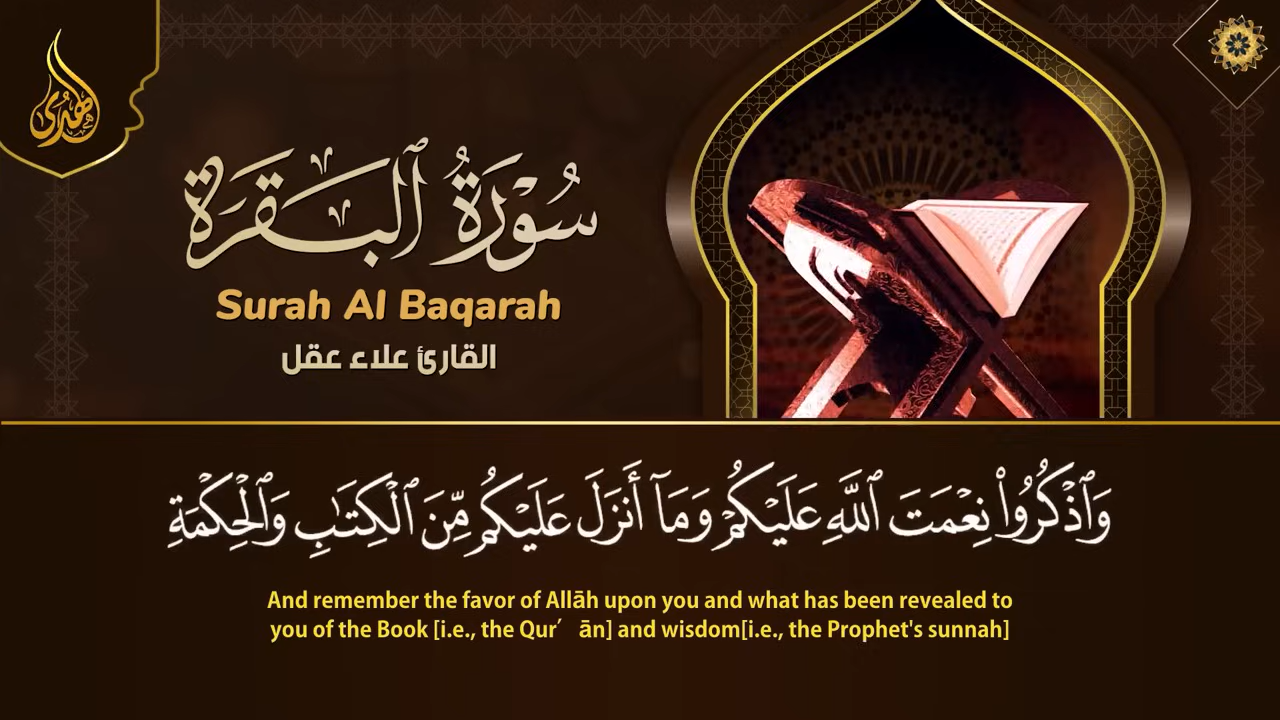 الهدى
سُورَةُ ٱلْبَقَرَةِ
Surah Al Baqarah
القارئ علاء عقل
وَٱذْكُرُوا۟ نِعْمَتَ ٱللَّهِ عَلَيْكُمْ وَمَآ أَنزَلَ عَلَيْكُم مِّنَ ٱلْكِتَٰبِ وَٱلْحِكْمَةِ
And remember the favor of Allāh upon you and what has been revealed to
you of the Book [i.e., the Qur′ān] and wisdom[i.e., the Prophet's sunnah]